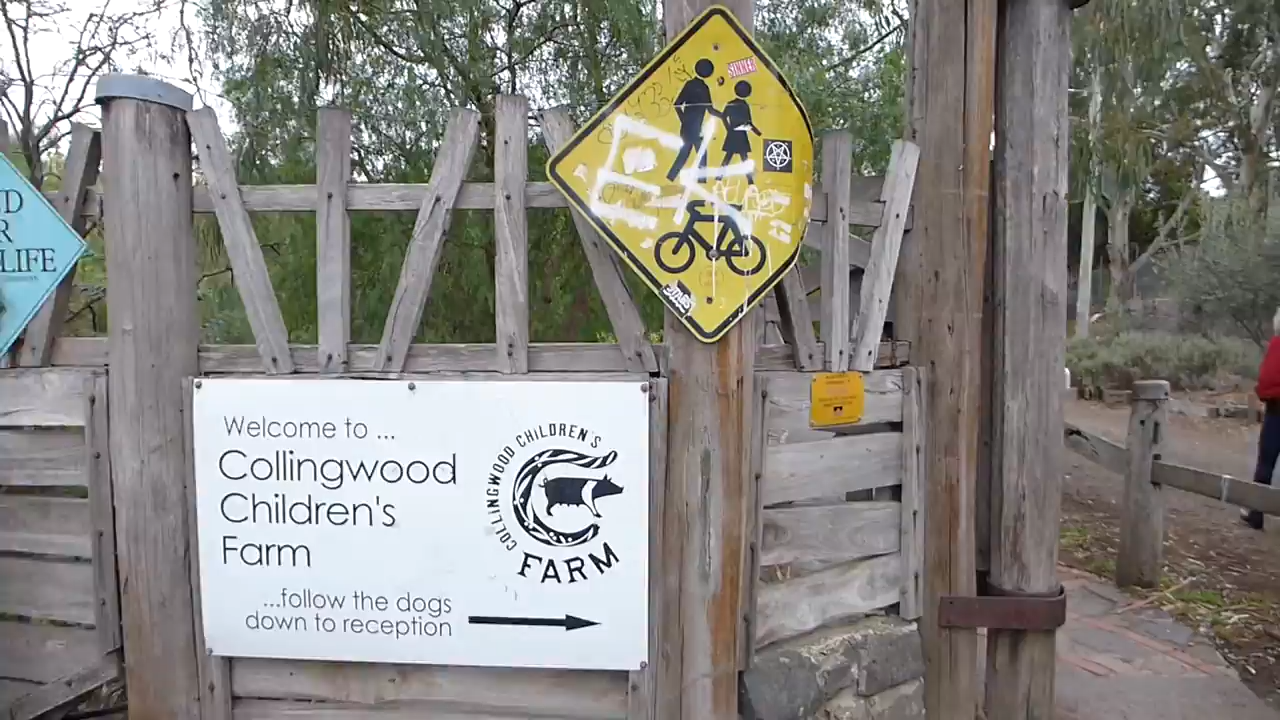 D
R
LIFE
Welcome to ...
Collingwood
Children's
Farm
COLLINGWOOD CHILDREN'S
FARM
...follow the dogs
down to reception